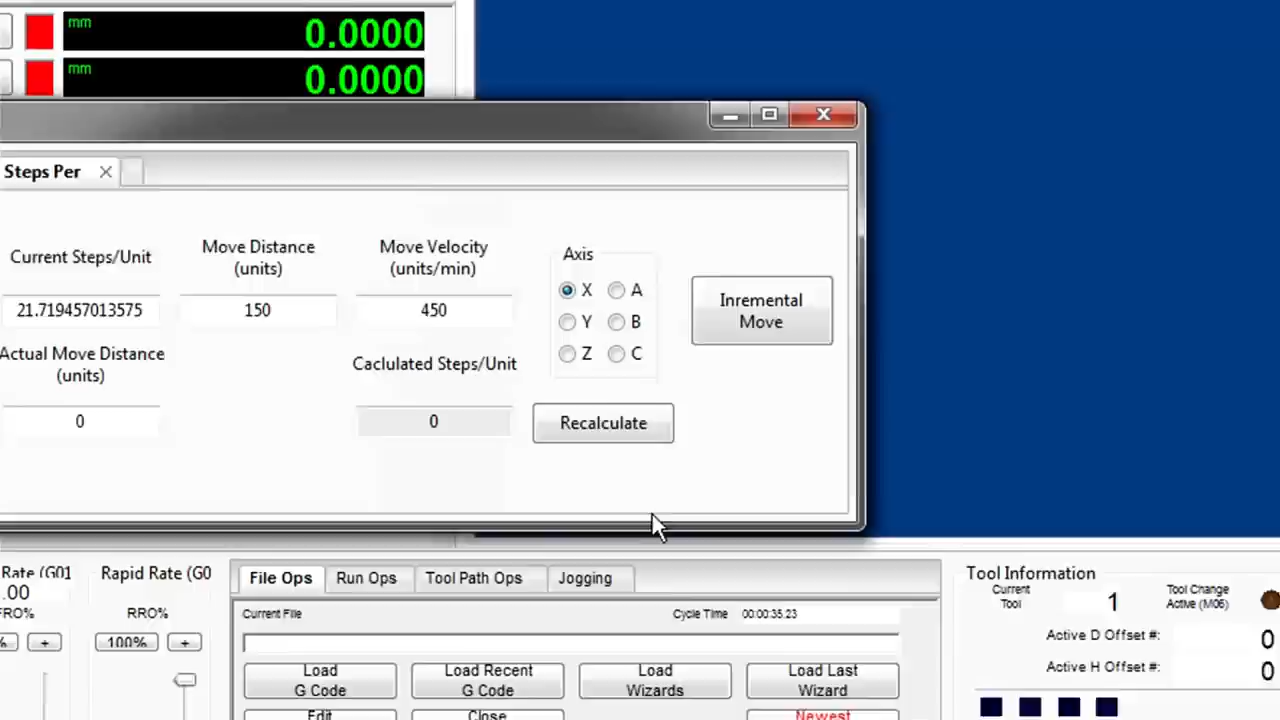 mm 0.0000
mm 0.0000
Steps Per
Current Steps/Unit
Move Distance
(units)
Move Velocity
(units/min)
Axis
21.719457013575
150
450
X A
Y B
Z C
Inremental
Move
Actual Move Distance
(units)
Caclulated Steps/Unit
0
0
Recalculate
Rate (G01
.00
FRO%
%
+
Rapid Rate (G0
RRO%
100%
+
File Ops
Run Ops
Tool Path Ops
Jogging
Current File
Cycle Time 00:00:35.23
Load
G Code
Load Recent
G Code
Load
Wizards
Load Last
Wizard
Edit
Close
Newest
Tool Information
Current
Tool
1
Tool Change
Active (M06)
Active D Offset #: 0
Active H Offset #: 0